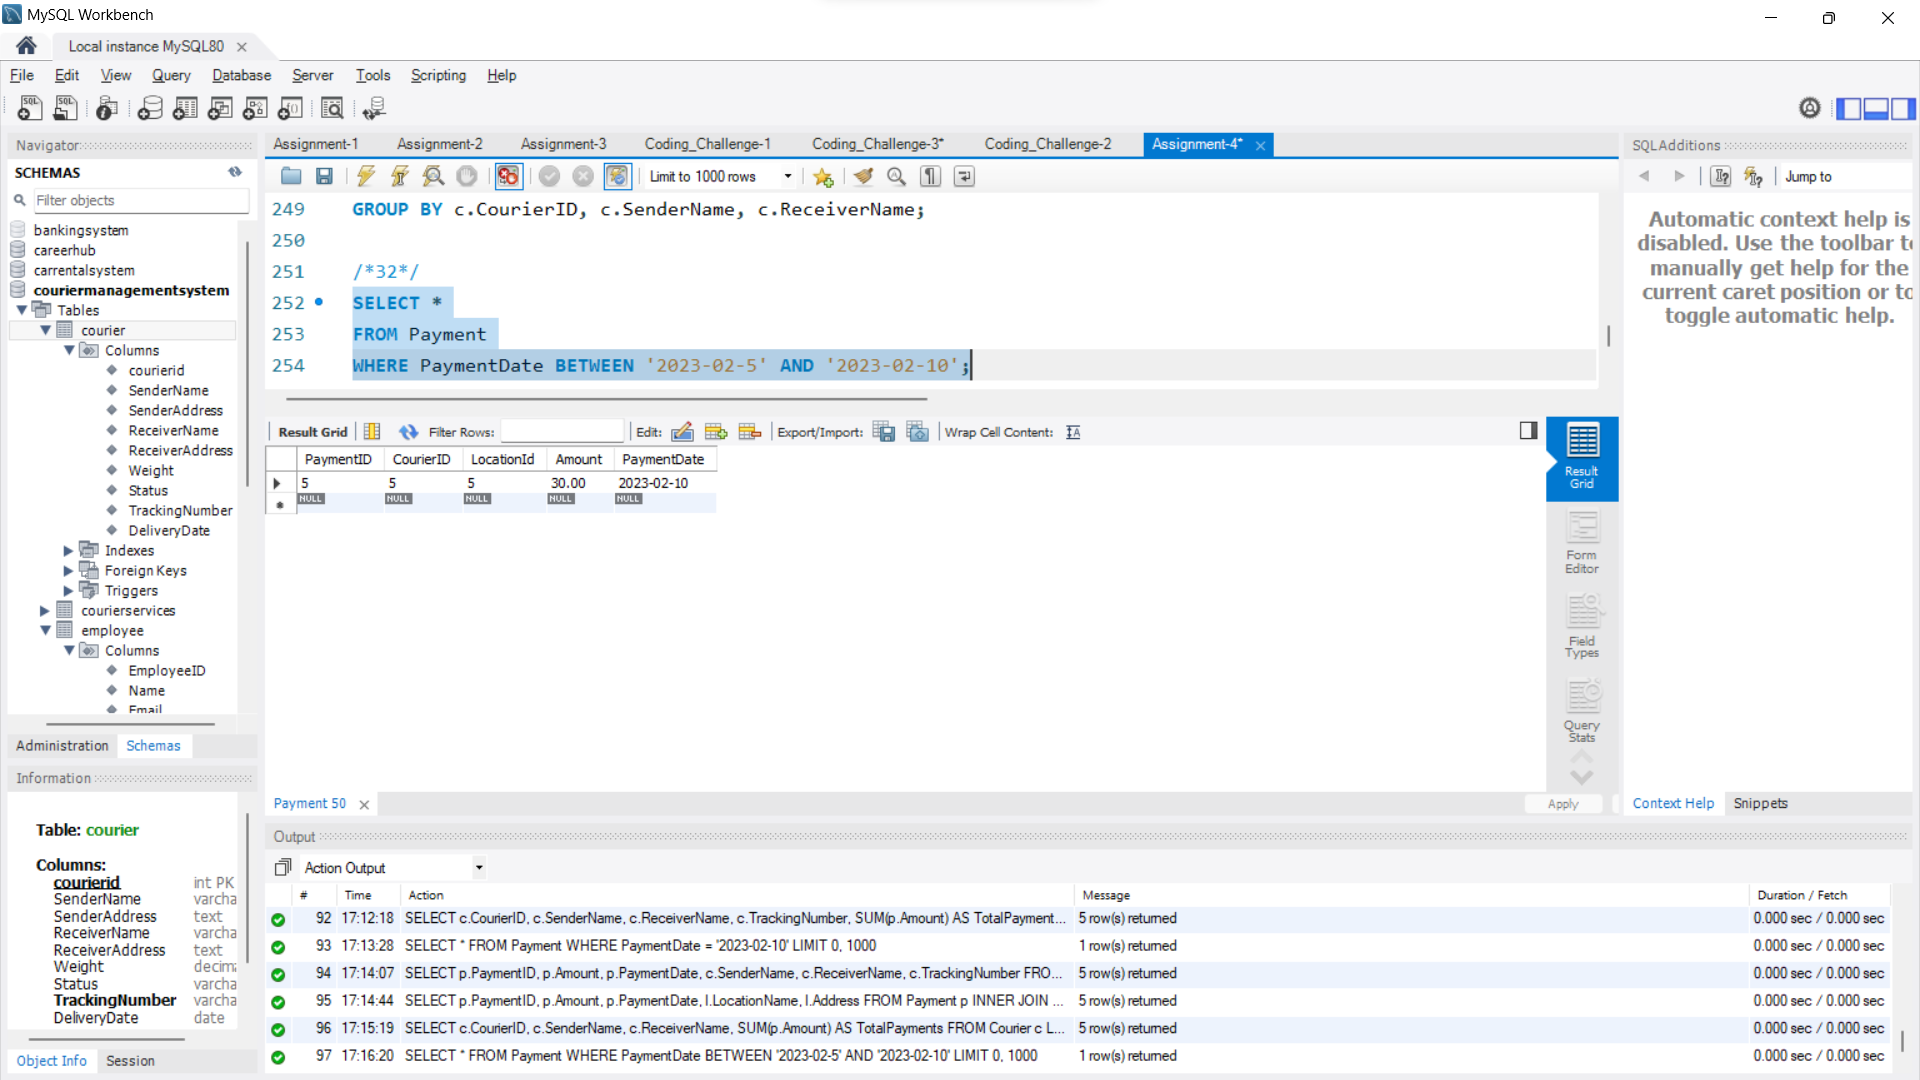 MySQL Workbench
Local instance MySQL80
File Edit View Query Database Server Tools Scripting Help
Navigator
SCHEMAS
Filter objects
bankingsystem
careerhub
carrentalsystem
couriermanagementsystem
Tables
courier
Columns
courierid
SenderName
SenderAddress
ReceiverName
ReceiverAddress
Weight
Status
TrackingNumber
DeliveryDate
Indexes
Foreign Keys
Triggers
courierservices
employee
Columns
EmployeeID
Name
Email
Administration Schemas
Information
Table: courier
Columns:
courierid int PK
SenderName varcha
SenderAddress text
ReceiverName varcha
ReceiverAddress text
Weight decim
Status varcha
TrackingNumber varcha
DeliveryDate date
Object Info Session
Assignment-1 Assignment-2 Assignment-3 Coding_Challenge-1 Coding_Challenge-3* Coding_Challenge-2 Assignment-4*
Limit to 1000 rows
249 GROUP BY c.CourierID, c.SenderName, c.ReceiverName;
250
251 /*32*/
252 SELECT *
253 FROM Payment
254 WHERE PaymentDate BETWEEN '2023-02-5' AND '2023-02-10';
Result Grid Filter Rows: Edit: Export/Import: Wrap Cell Content:
PaymentID CourierID LocationId Amount PaymentDate
5 5 5 30.00 2023-02-10
NULL NULL NULL NULL NULL
Result Grid
Form Editor
Field Types
Query Stats
Payment 50
Apply
SQLAdditions
Jump to
Automatic context help is
disabled. Use the toolbar t
manually get help for the
current caret position or to
toggle automatic help.
Context Help Snippets
Output
Action Output
# Time Action Message Duration / Fetch
92 17:12:18 SELECT c.CourierID, c.SenderName, c.ReceiverName, c.TrackingNumber, SUM(p.Amount) AS TotalPayment... 5 row(s) returned 0.000 sec / 0.000 sec
93 17:13:28 SELECT * FROM Payment WHERE PaymentDate = '2023-02-10' LIMIT 0, 1000 1 row(s) returned 0.000 sec / 0.000 sec
94 17:14:07 SELECT p.PaymentID, p.Amount, p.PaymentDate, c.SenderName, c.ReceiverName, c.TrackingNumber FRO... 5 row(s) returned 0.000 sec / 0.000 sec
95 17:14:44 SELECT p.PaymentID, p.Amount, p.PaymentDate, l.LocationName, l.Address FROM Payment p INNER JOIN ... 5 row(s) returned 0.000 sec / 0.000 sec
96 17:15:19 SELECT c.CourierID, c.SenderName, c.ReceiverName, SUM(p.Amount) AS TotalPayments FROM Courier c L... 5 row(s) returned 0.000 sec / 0.000 sec
97 17:16:20 SELECT * FROM Payment WHERE PaymentDate BETWEEN '2023-02-5' AND '2023-02-10' LIMIT 0, 1000 1 row(s) returned 0.000 sec / 0.000 sec